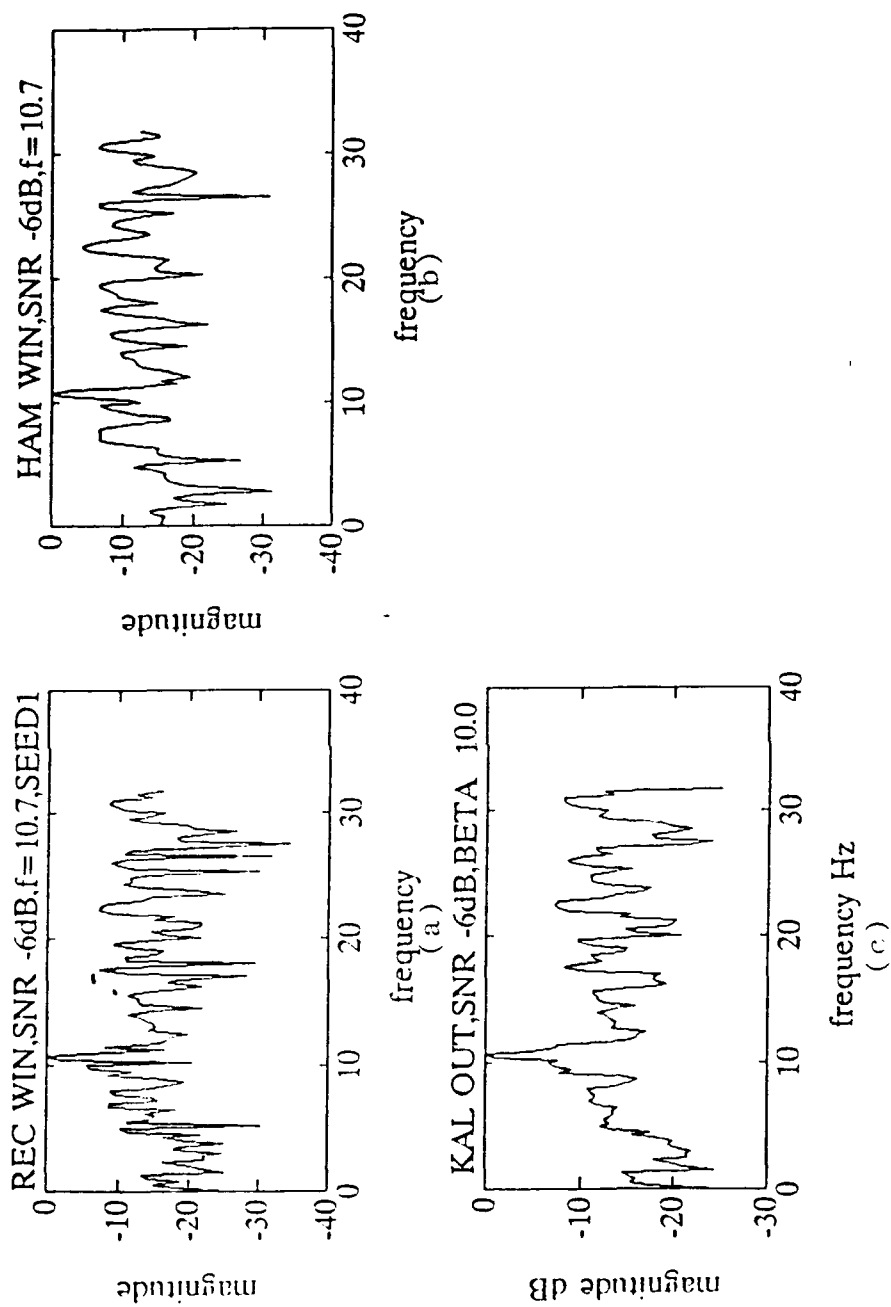 REC WIN,SNR -6dB,f=10.7,SEED1
0
-10
-20
-30
-40
magnitude
0
10
20
30
40
frequency
(a)
HAM WIN,SNR -6dB,f=10.7
0
-10
-20
-30
-40
magnitude
0
10
20
30
40
frequency
(b)
KAL OUT,SNR -6dB,BETA 10.0
0
-10
-20
-30
magnitude dB
0
10
20
30
40
frequency Hz
(c)